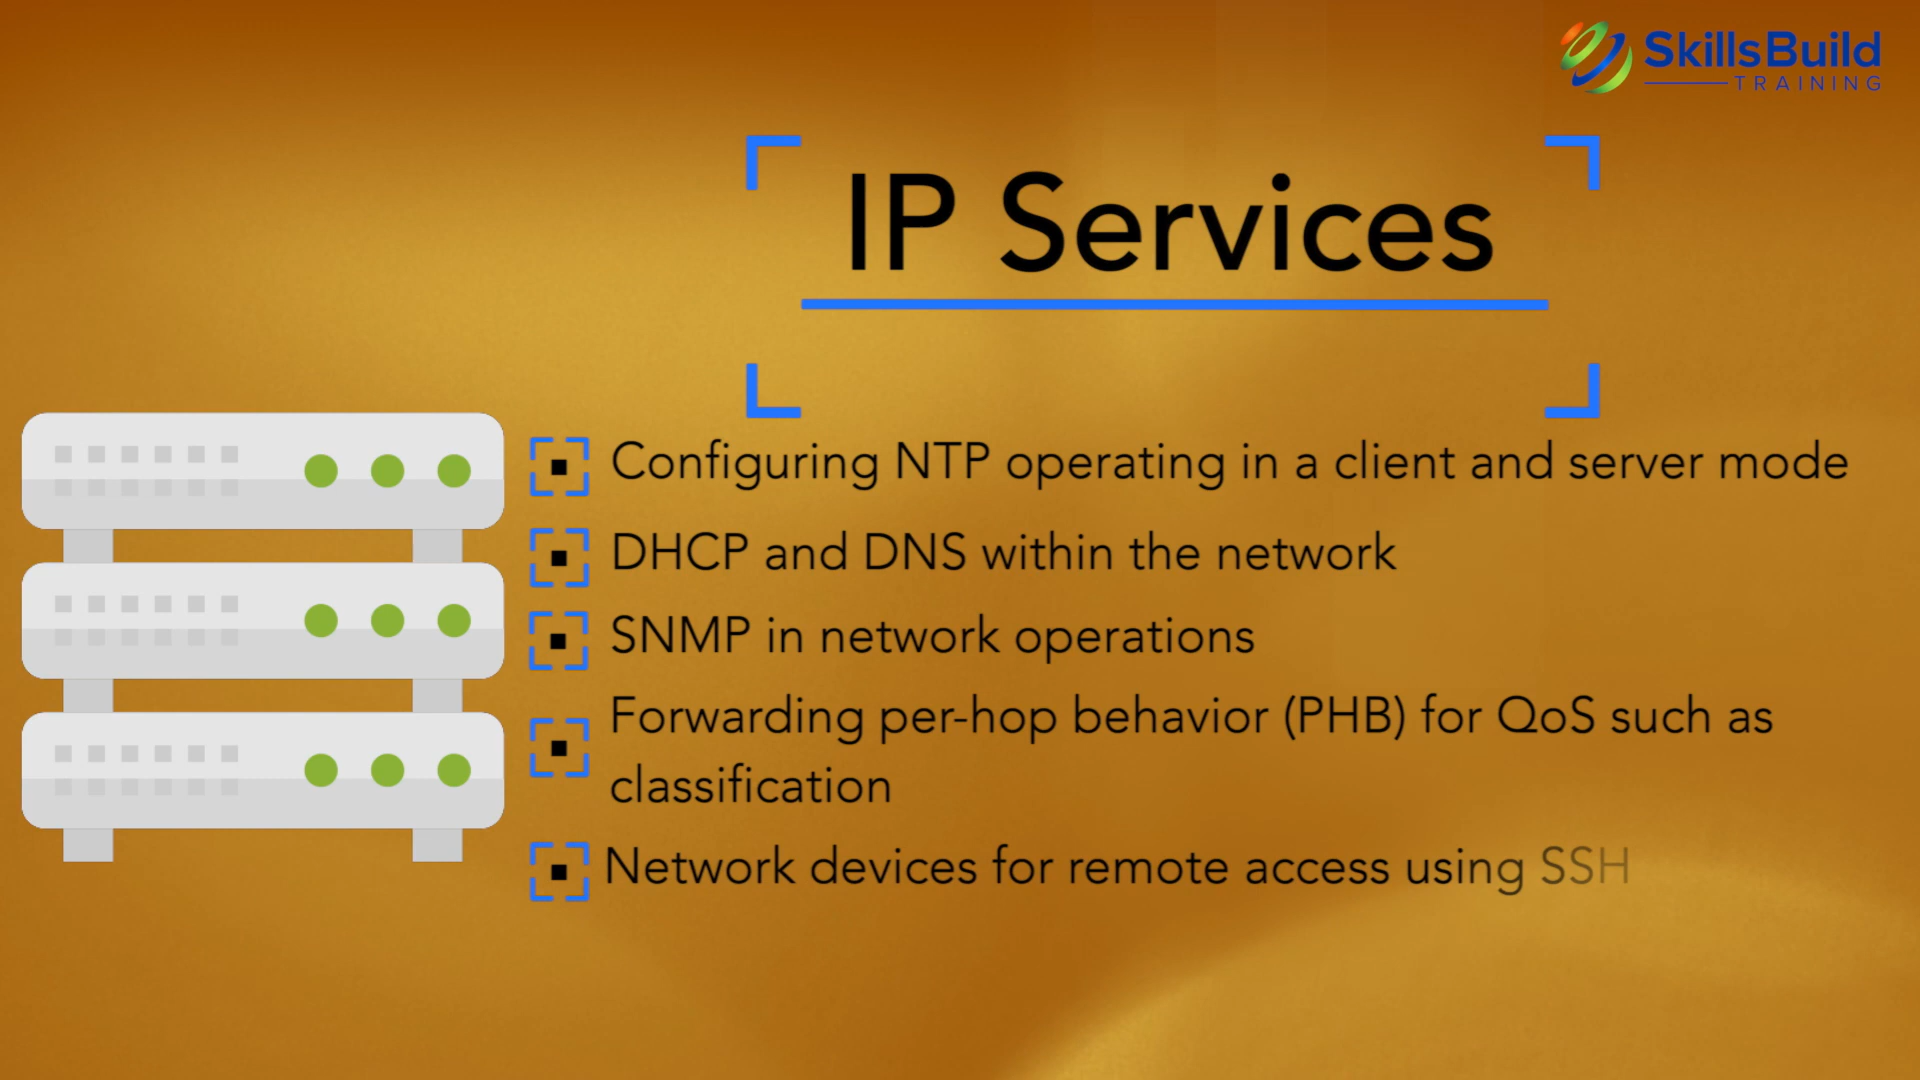 SkillsBuild
TRAINING
IP Services
Configuring NTP operating in a client and server mode
DHCP and DNS within the network
SNMP in network operations
Forwarding per-hop behavior (PHB) for QoS such as
classification
Network devices for remote access using SSH